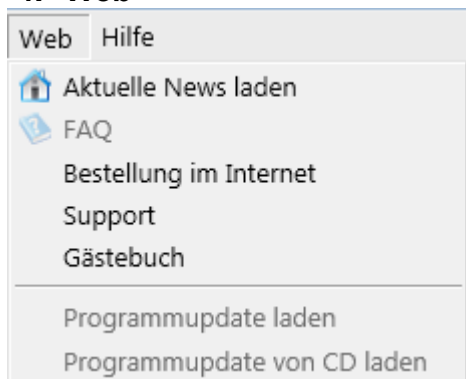 Web Hilfe
Aktuelle News laden
FAQ
Bestellung im Internet
Support
Gästebuch
Programmupdate laden
Programmupdate von CD laden